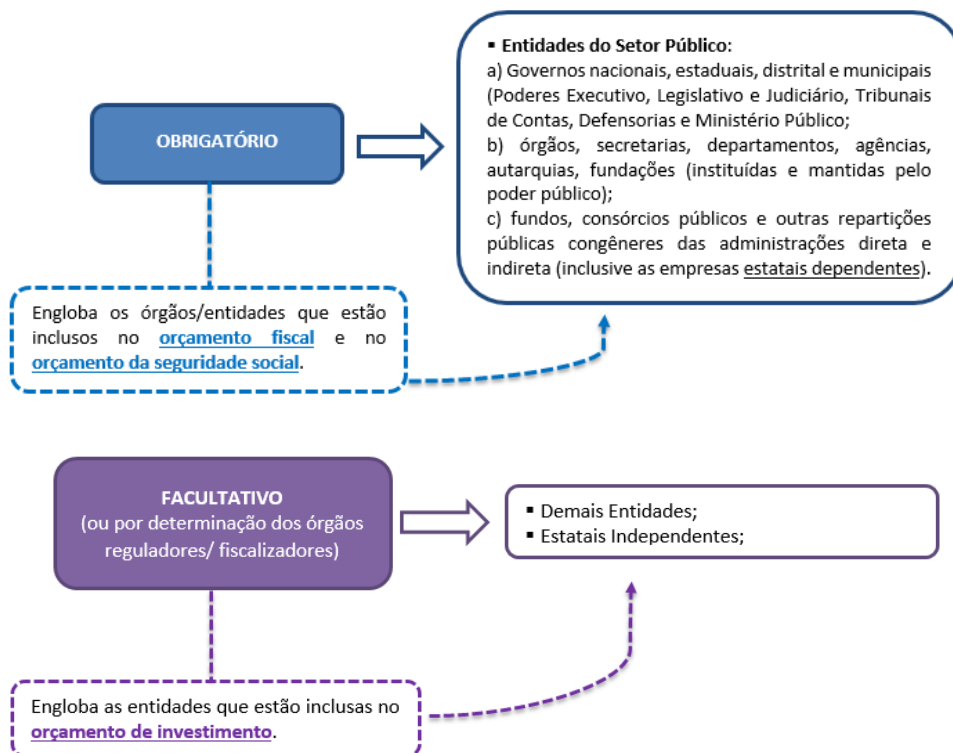 ▪ Entidades do Setor Público:
a) Governos nacionais, estaduais, distrital e municipais
(Poderes Executivo, Legislativo e Judiciário, Tribunais
de Contas, Defensorias e Ministério Público;
b) órgãos, secretarias, departamentos, agências,
autarquias, fundações (instituídas e mantidas pelo
poder público);
c) fundos, consórcios públicos e outras repartições
públicas congêneres das administrações direta e
indireta (inclusive as empresas estatais dependentes).
OBRIGATÓRIO
Engloba os órgãos/entidades que estão
inclusos no orçamento fiscal e no
orçamento da seguridade social.
FACULTATIVO
(ou por determinação dos órgãos
reguladores/ fiscalizadores)
▪ Demais Entidades;
▪ Estatais Independentes;
Engloba as entidades que estão inclusas no
orçamento de investimento.